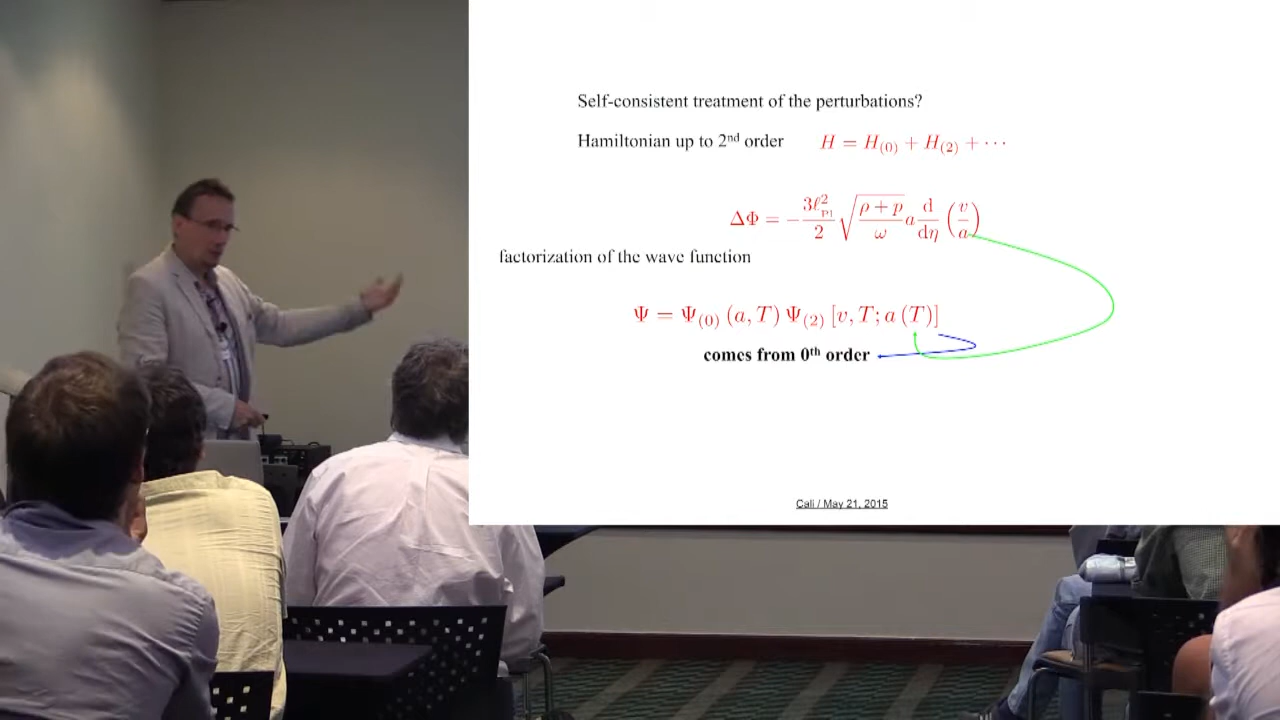 Self-consistent treatment of the perturbations?
Hamiltonian up to 2nd order H = H(0) + H(2) + ···
ΔΦ = − 3ℓ²Pl / 2 √(ρ + p / ω) a d/dη (v/a)
factorization of the wave function
Ψ = Ψ(0) (a, T) Ψ(2) [v, T; a (T)]
comes from 0th order
Cali / May 21, 2015